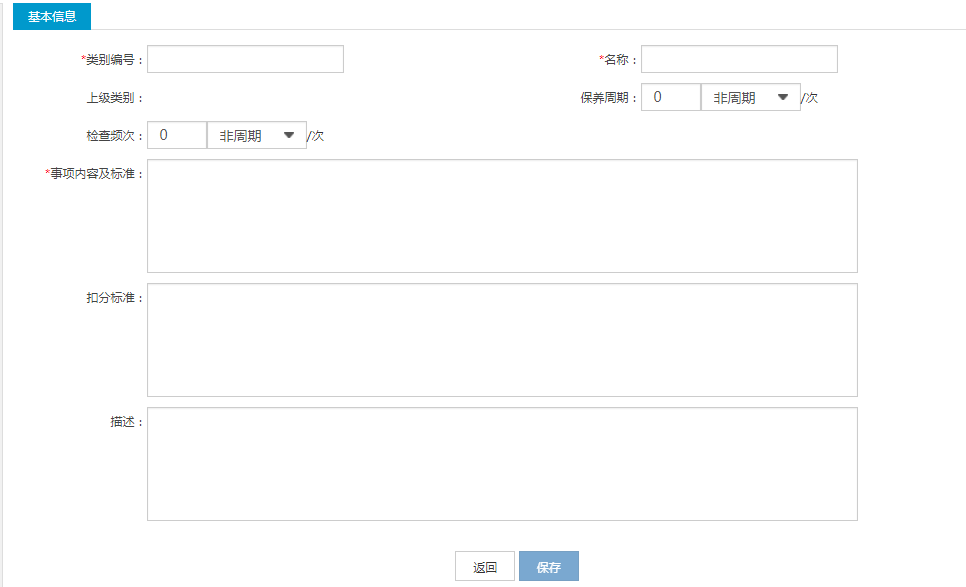 基本信息
*类别编号： *名称：
上级类别： 保养周期： 0 非周期 /次
检查频次： 0 非周期 /次
*事项内容及标准：
扣分标准：
描述：
返回 保存